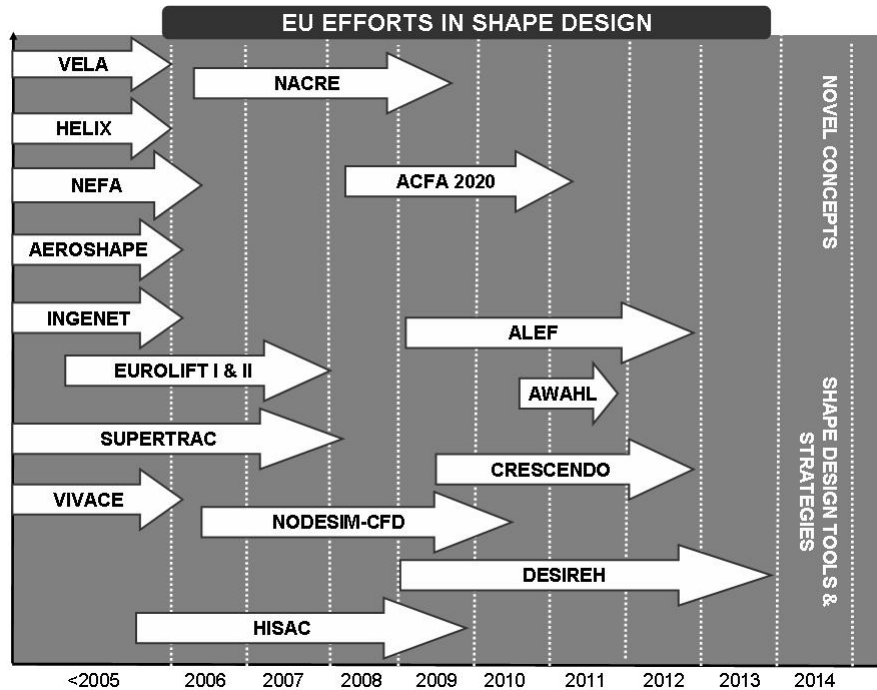 EU EFFORTS IN SHAPE DESIGN
VELA
NACRE
HELIX
NEFA
ACFA 2020
AEROSHAPE
INGENET
ALEF
EUROLIFT I & II
AWAHL
SUPERTRAC
CRESCENDO
VIVACE
NODESIM-CFD
DESIREH
HISAC
NOVEL CONCEPTS
SHAPE DESIGN TOOLS &
STRATEGIES
<2005 2006 2007 2008 2009 2010 2011 2012 2013 2014